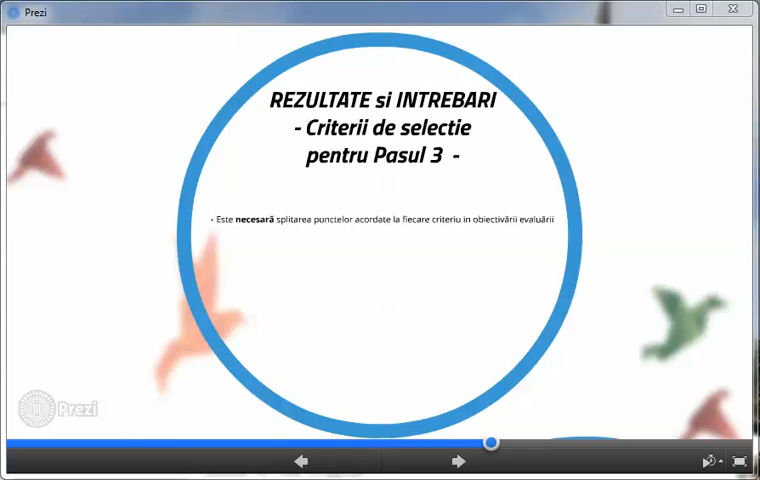 Prezi
REZULTATE si INTREBARI
- Criterii de selectie
pentru Pasul 3 -
- Este necesară splitarea punctelor acordate la fiecare criteriu in obiectivării evaluării
Prezi